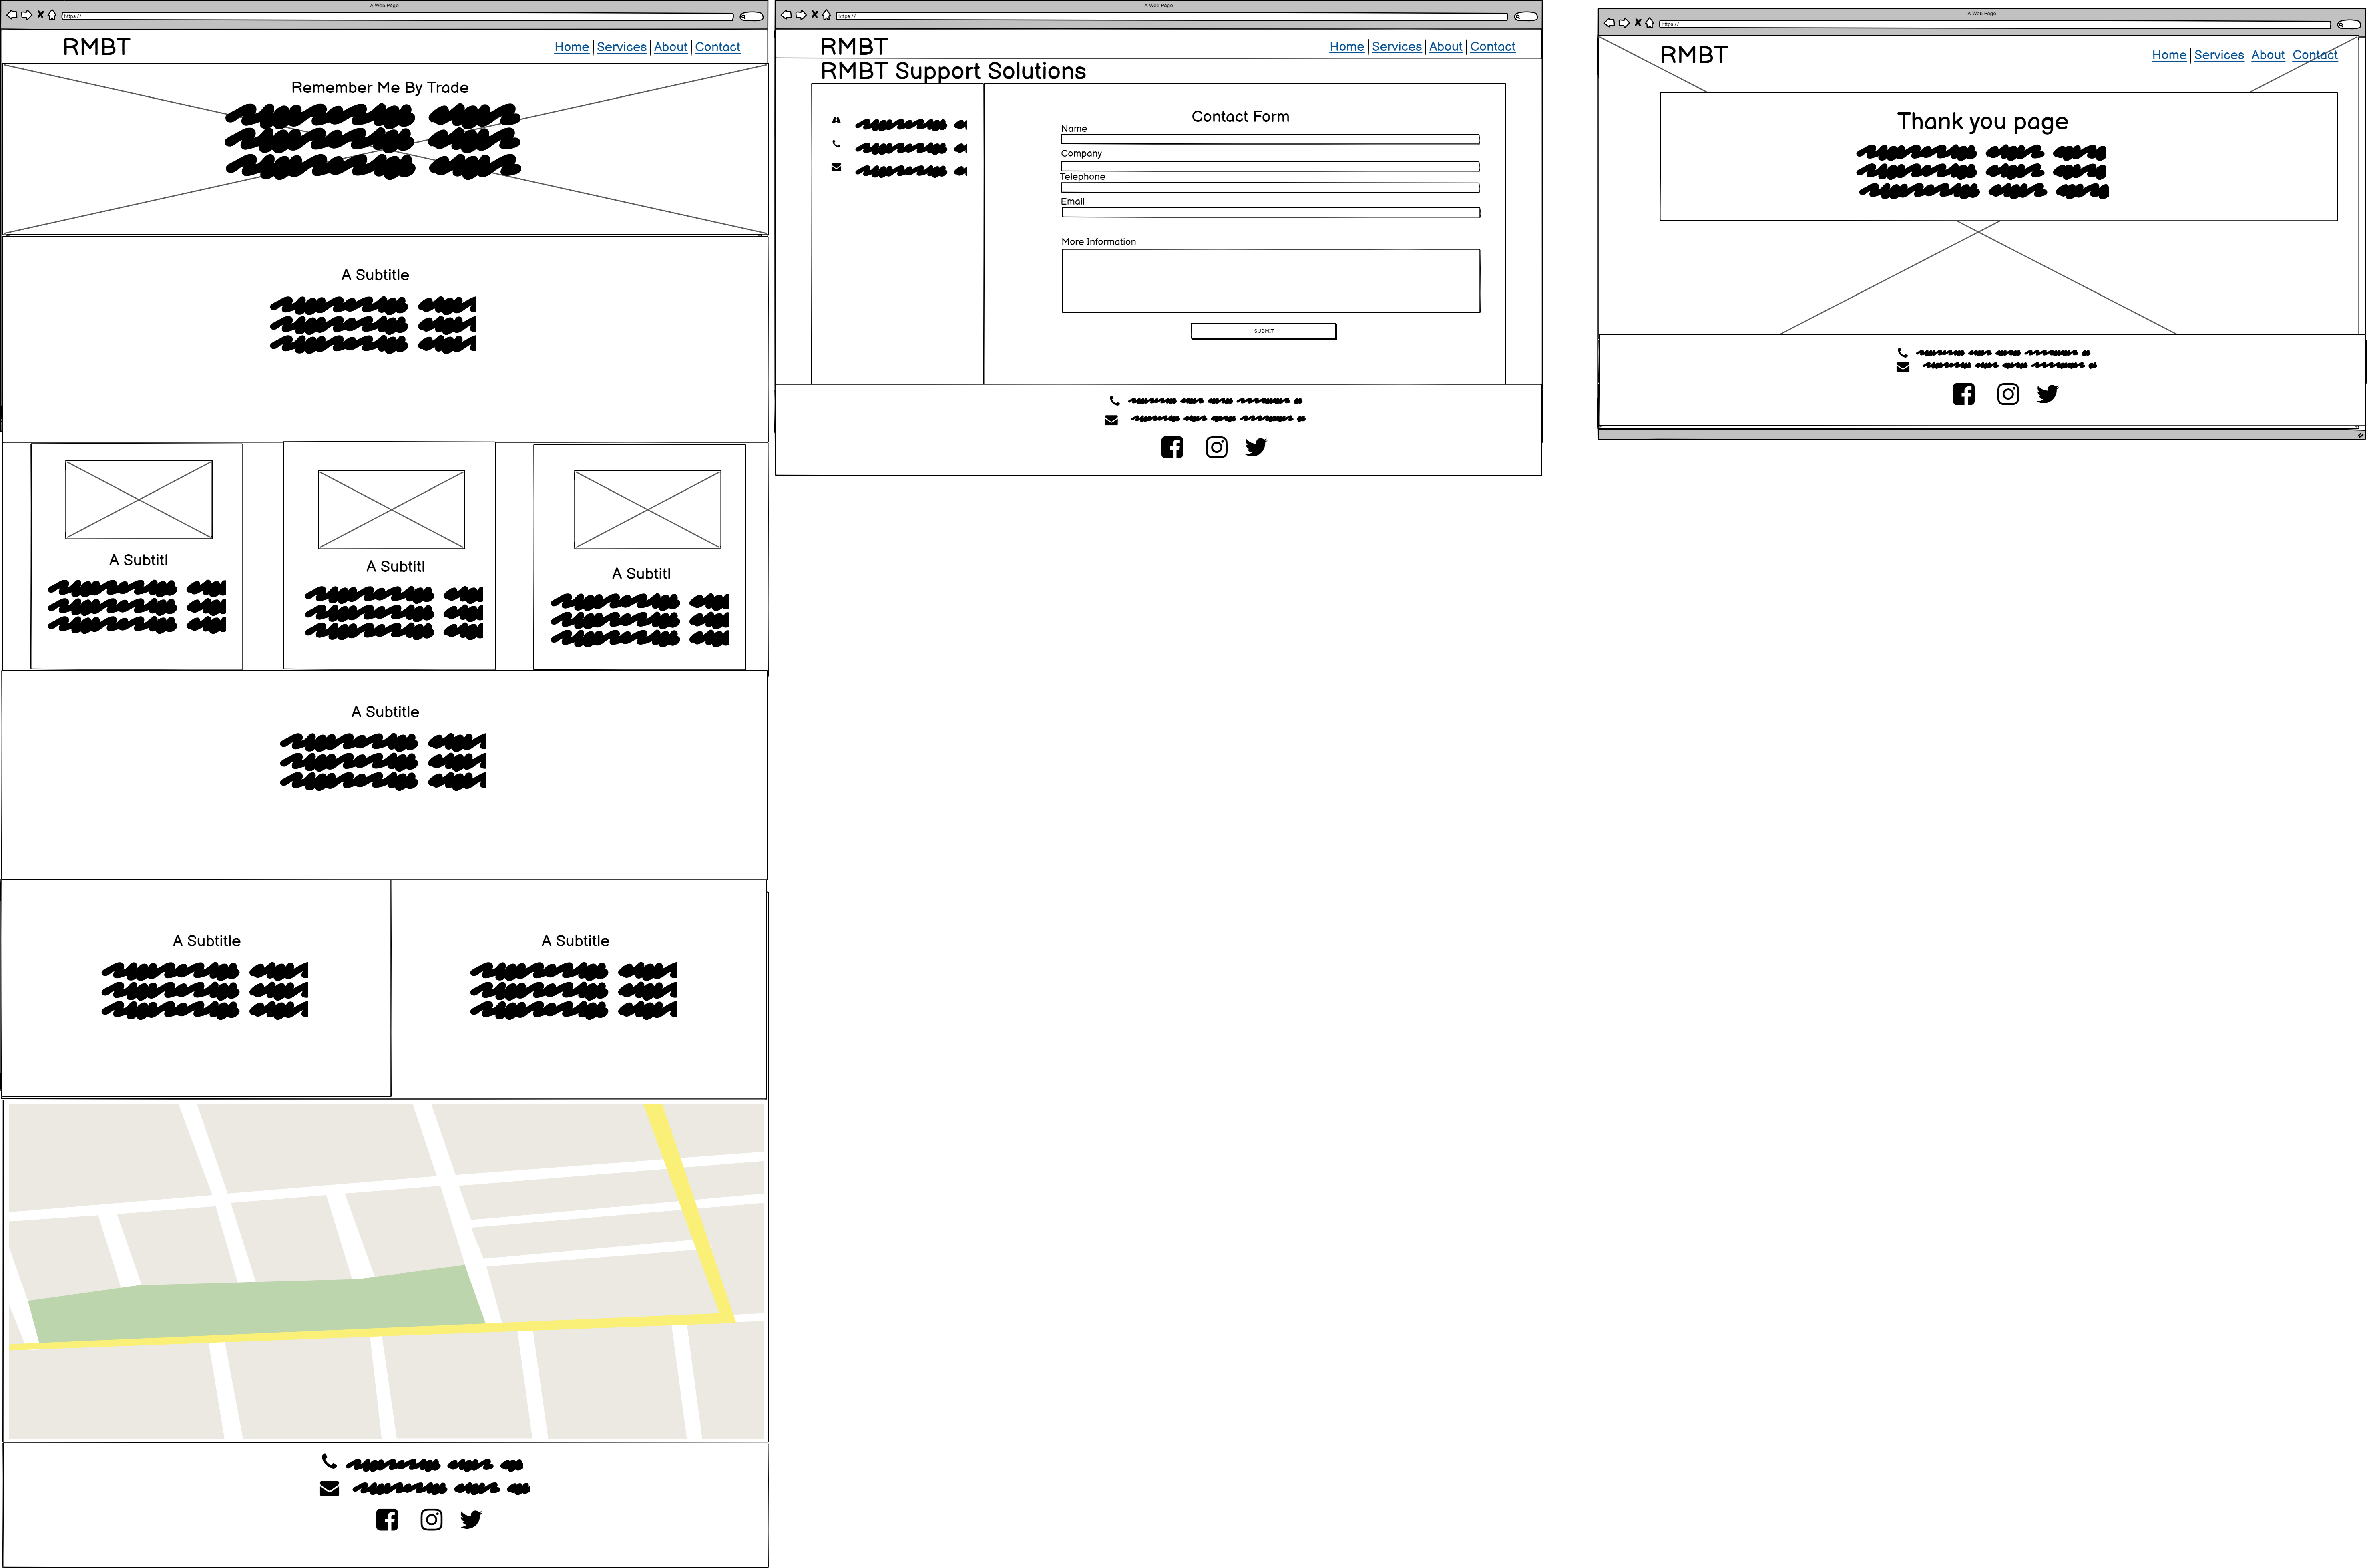 A Web Page
https://
RMBT
Home Services About Contact
Remember Me By Trade
A Subtitle
A Subtitl
A Subtitl
A Subtitl
A Subtitle
A Subtitle
A Subtitle
A Web Page
https://
RMBT
Home Services About Contact
RMBT Support Solutions
Contact Form
Name
Company
Telephone
Email
More Information
SUBMIT
A Web Page
https://
RMBT
Home Services About Contact
Thank you page